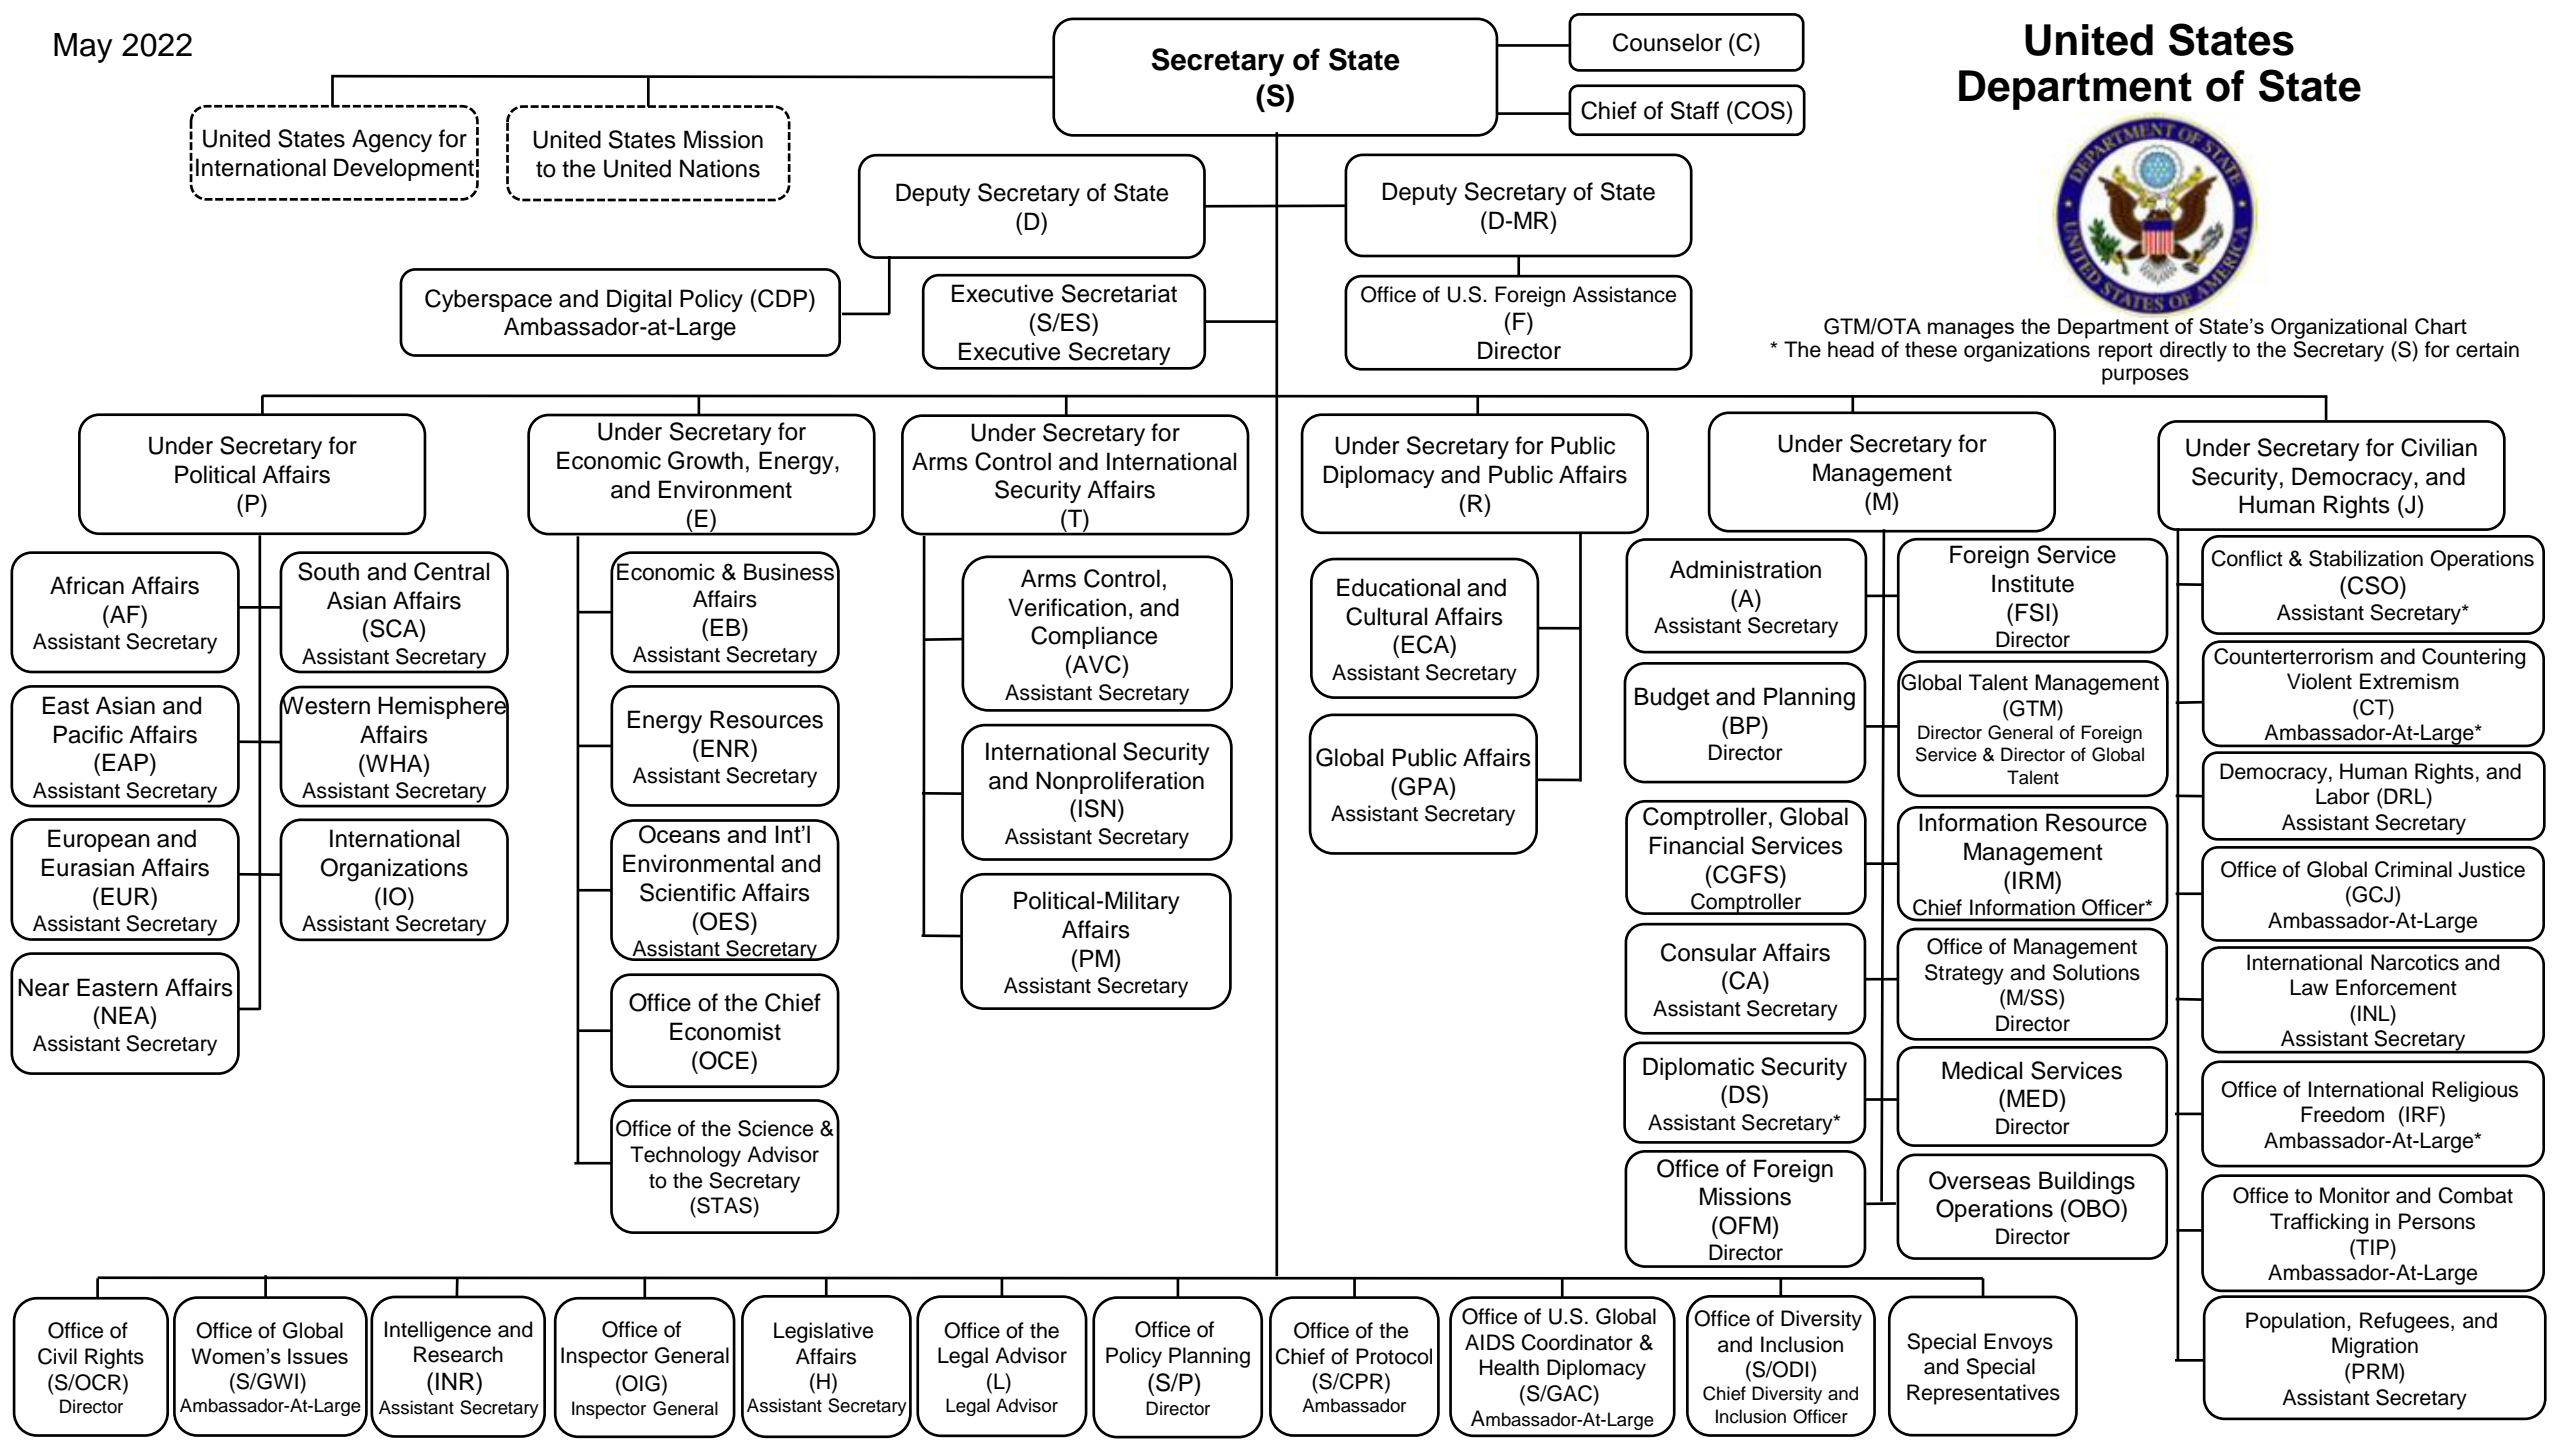 May 2022
Secretary of State
(S)
Counselor (C)
Chief of Staff (COS)
United States
Department of State
DEPARTMENT OF STATE
UNITED STATES OF AMERICA
United States Agency for
International Development
United States Mission
to the United Nations
Deputy Secretary of State
(D)
Deputy Secretary of State
(D-MR)
Cyberspace and Digital Policy (CDP)
Ambassador-at-Large
Executive Secretariat
(S/ES)
Executive Secretary
Office of U.S. Foreign Assistance
(F)
Director
GTM/OTA manages the Department of State’s Organizational Chart
* The head of these organizations report directly to the Secretary (S) for certain
purposes
Under Secretary for
Political Affairs
(P)
Under Secretary for
Economic Growth, Energy,
and Environment
(E)
Under Secretary for
Arms Control and International
Security Affairs
(T)
Under Secretary for Public
Diplomacy and Public Affairs
(R)
Under Secretary for
Management
(M)
Under Secretary for Civilian
Security, Democracy, and
Human Rights (J)
African Affairs
(AF)
Assistant Secretary
South and Central
Asian Affairs
(SCA)
Assistant Secretary
East Asian and
Pacific Affairs
(EAP)
Assistant Secretary
Western Hemisphere
Affairs
(WHA)
Assistant Secretary
European and
Eurasian Affairs
(EUR)
Assistant Secretary
International
Organizations
(IO)
Assistant Secretary
Near Eastern Affairs
(NEA)
Assistant Secretary
Economic & Business
Affairs
(EB)
Assistant Secretary
Energy Resources
(ENR)
Assistant Secretary
Oceans and Int’l
Environmental and
Scientific Affairs
(OES)
Assistant Secretary
Office of the Chief
Economist
(OCE)
Office of the Science &
Technology Advisor
to the Secretary
(STAS)
Arms Control,
Verification, and
Compliance
(AVC)
Assistant Secretary
International Security
and Nonproliferation
(ISN)
Assistant Secretary
Political-Military
Affairs
(PM)
Assistant Secretary
Educational and
Cultural Affairs
(ECA)
Assistant Secretary
Global Public Affairs
(GPA)
Assistant Secretary
Administration
(A)
Assistant Secretary
Foreign Service
Institute
(FSI)
Director
Budget and Planning
(BP)
Director
Global Talent Management
(GTM)
Director General of Foreign
Service & Director of Global
Talent
Comptroller, Global
Financial Services
(CGFS)
Comptroller
Information Resource
Management
(IRM)
Chief Information Officer*
Consular Affairs
(CA)
Assistant Secretary
Office of Management
Strategy and Solutions
(M/SS)
Director
Diplomatic Security
(DS)
Assistant Secretary*
Medical Services
(MED)
Director
Office of Foreign
Missions
(OFM)
Director
Overseas Buildings
Operations (OBO)
Director
Conflict & Stabilization Operations
(CSO)
Assistant Secretary*
Counterterrorism and Countering
Violent Extremism
(CT)
Ambassador-At-Large*
Democracy, Human Rights, and
Labor (DRL)
Assistant Secretary
Office of Global Criminal Justice
(GCJ)
Ambassador-At-Large
International Narcotics and
Law Enforcement
(INL)
Assistant Secretary
Office of International Religious
Freedom (IRF)
Ambassador-At-Large*
Office to Monitor and Combat
Trafficking in Persons
(TIP)
Ambassador-At-Large
Population, Refugees, and
Migration
(PRM)
Assistant Secretary
Office of
Civil Rights
(S/OCR)
Director
Office of Global
Women’s Issues
(S/GWI)
Ambassador-At-Large
Intelligence and
Research
(INR)
Assistant Secretary
Office of
Inspector General
(OIG)
Inspector General
Legislative
Affairs
(H)
Assistant Secretary
Office of the
Legal Advisor
(L)
Legal Advisor
Office of
Policy Planning
(S/P)
Director
Office of the
Chief of Protocol
(S/CPR)
Ambassador
Office of U.S. Global
AIDS Coordinator &
Health Diplomacy
(S/GAC)
Ambassador-At-Large
Office of Diversity
and Inclusion
(S/ODI)
Chief Diversity and
Inclusion Officer
Special Envoys
and Special
Representatives